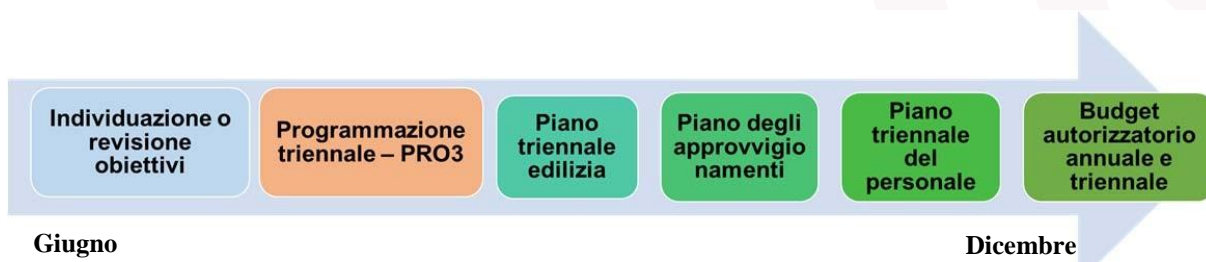 Individuazione o
revisione
obiettivi
Programmazione
triennale – PRO3
Piano
triennale
edilizia
Piano degli
approvvigio
namenti
Piano
triennale
del
personale
Budget
autorizzatorio
annuale e
triennale
Giugno
Dicembre